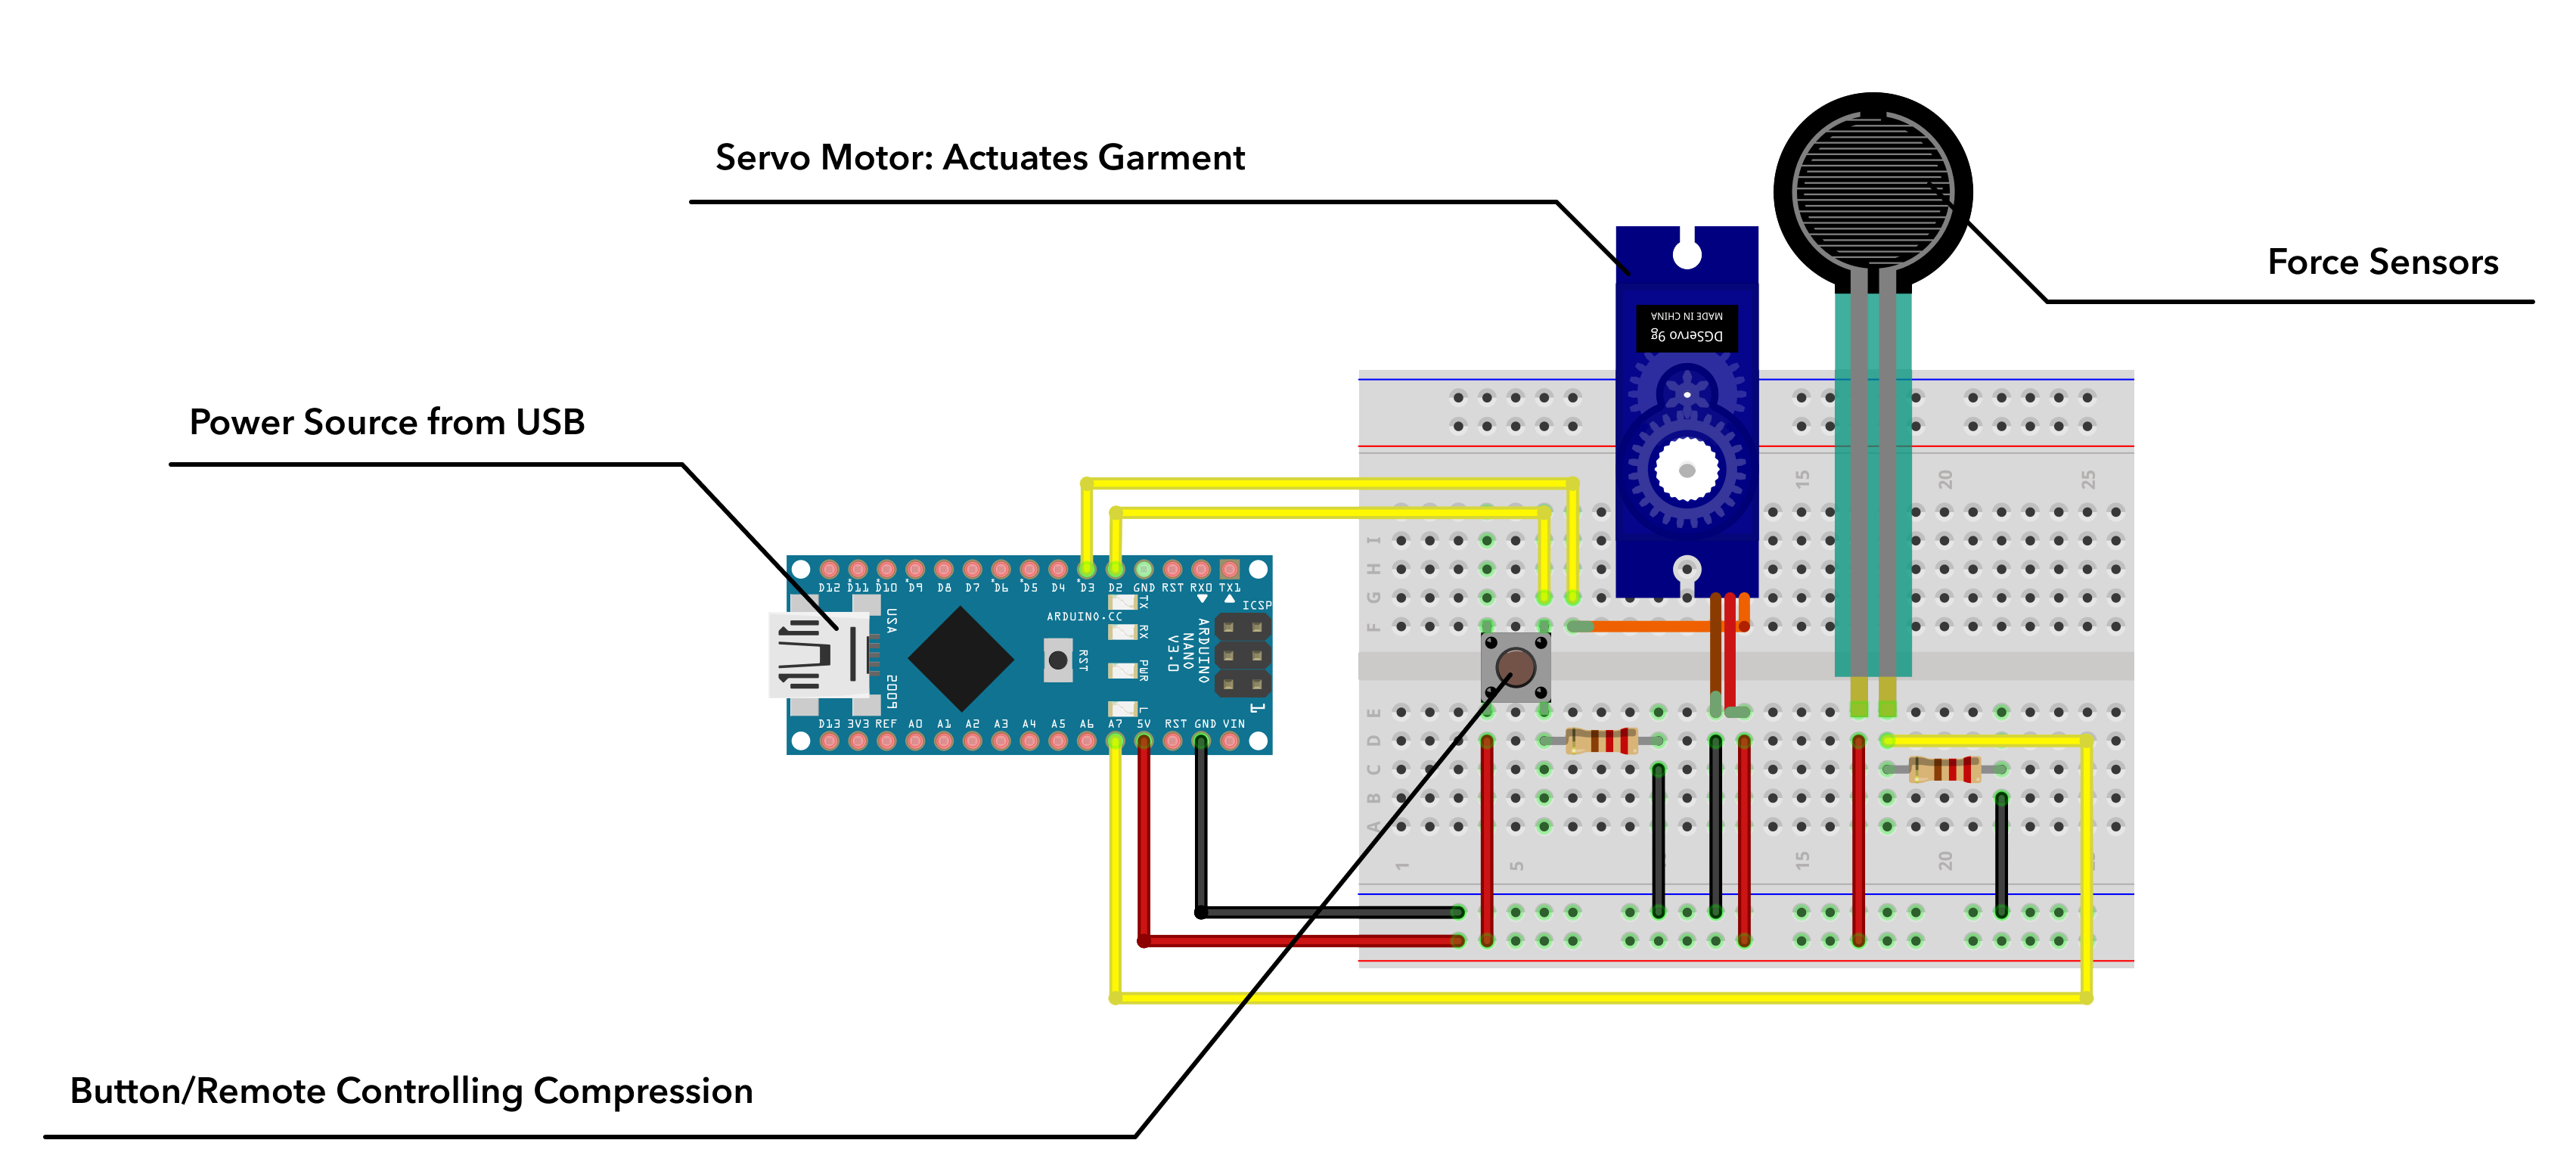 Servo Motor: Actuates Garment
Force Sensors
DGServo 9g
MADE IN CHINA
Power Source from USB
15 20 25
D12 D11 D10 D9 D8 D7 D6 D5 D4 D3 D2 GND RST RX0 TX1
ICSP
ARDUINO.CC
TX
RX
PWR
L
RST
USA
2009
ARDUINO
NANO
V3.0
1
D13 3V3 REF A0 A1 A2 A3 A4 A5 A6 A7 5V RST GND VIN
I
H
G
F
E
D
C
B
A
1 5 15 20
Button/Remote Controlling Compression